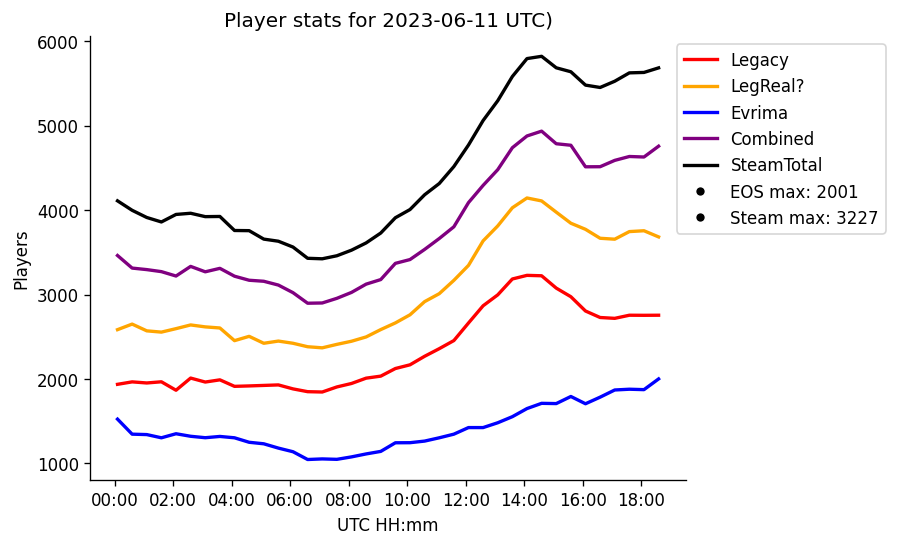 Player stats for 2023-06-11 UTC)
6000
5000
4000
3000
2000
1000
Players
00:00 02:00 04:00 06:00 08:00 10:00 12:00 14:00 16:00 18:00
UTC HH:mm
Legacy
LegReal?
Evrima
Combined
SteamTotal
EOS max: 2001
Steam max: 3227